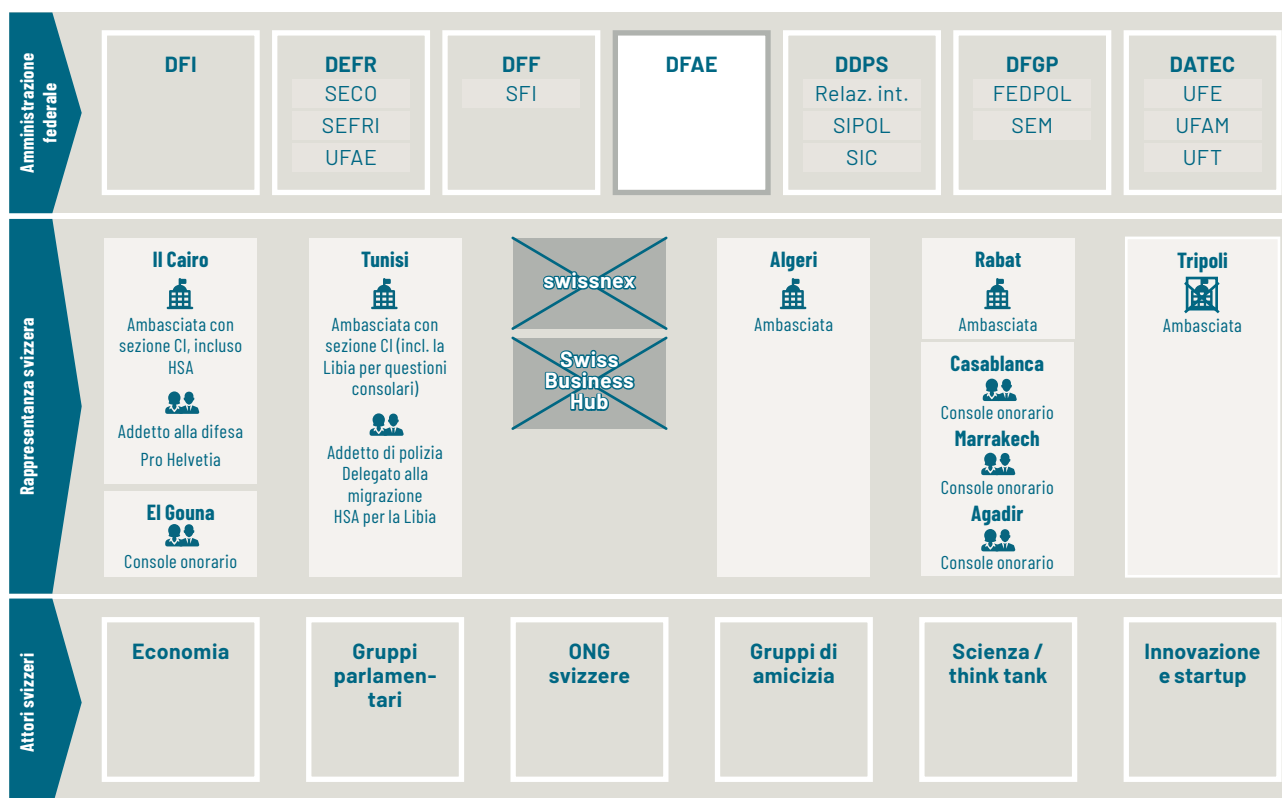 Amministrazione
federale
DFI
DEFR
SECO
SEFRI
UFAE
DFF
SFI
DFAE
DDPS
Relaz. int.
SIPOL
SIC
DFGP
FEDPOL
SEM
DATEC
UFE
UFAM
UFT
Rappresentanza svizzera
Il Cairo
Ambasciata con
sezione CI, incluso
HSA
Addetto alla difesa
Pro Helvetia
El Gouna
Console onorario
Tunisi
Ambasciata con
sezione CI (incl. la
Libia per questioni
consolari)
Addetto di polizia
Delegato alla
migrazione
HSA per la Libia
swissnex
Swiss
Business
Hub
Algeri
Ambasciata
Rabat
Ambasciata
Casablanca
Console onorario
Marrakech
Console onorario
Agadir
Console onorario
Tripoli
Ambasciata
Attori svizzeri
Economia
Gruppi
parlamen-
tari
ONG
svizzere
Gruppi di
amicizia
Scienza /
think tank
Innovazione
e startup